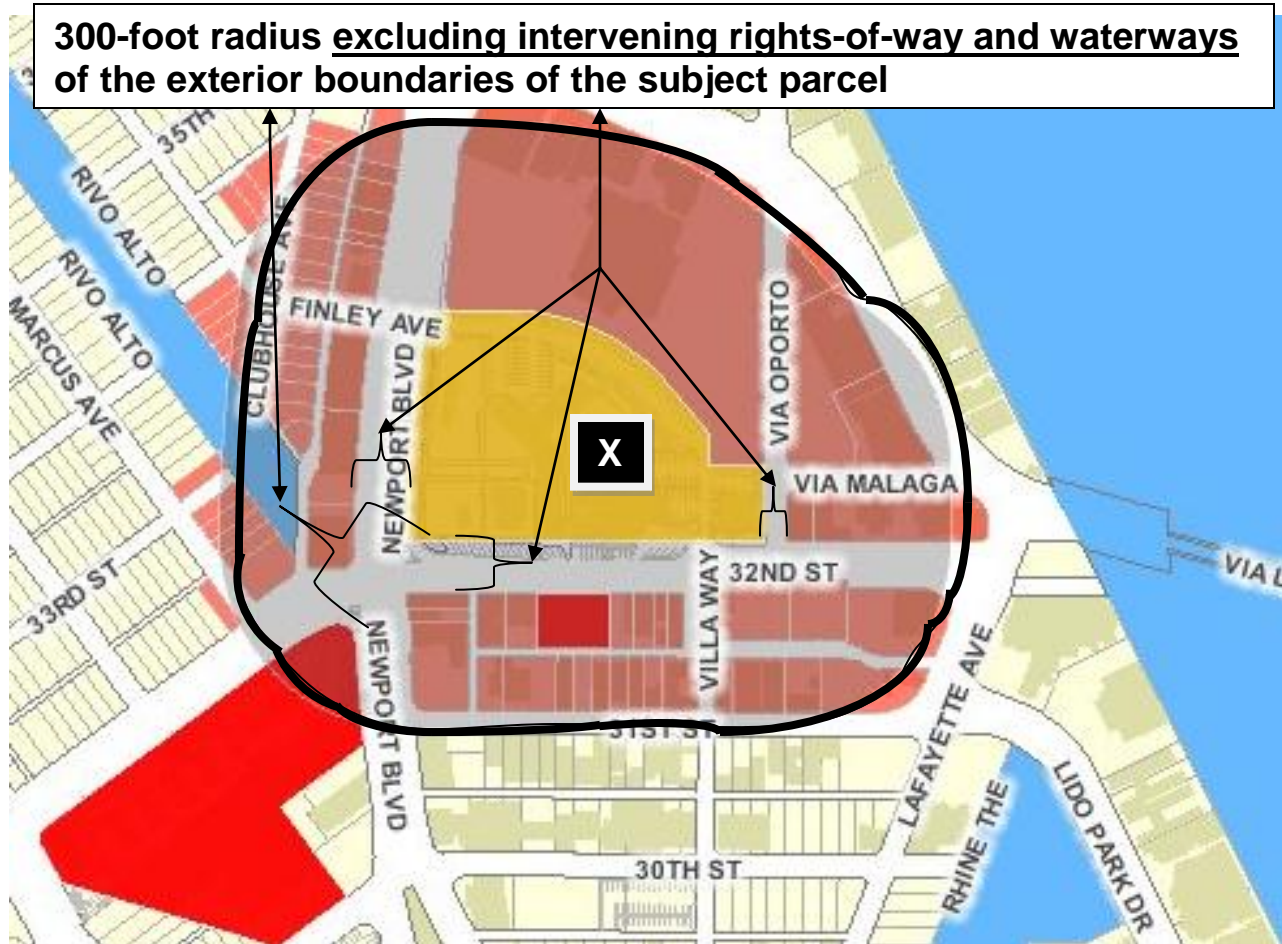 300-foot radius excluding intervening rights-of-way and waterways
of the exterior boundaries of the subject parcel
35TH
RIVO ALTO
RIVO ALTO
MARCUS AVE
CLUBHOUSE AVE
FINLEY AVE
NEWPORT BLVD
X
VIA OPORTO
VIA MALAGA
33RD ST
32ND ST
VILLA WAY
NEWPORT BLVD
31ST ST
LAFAYETTE AVE
RHINE THE
LIDO PARK DR
30TH ST
VIA L